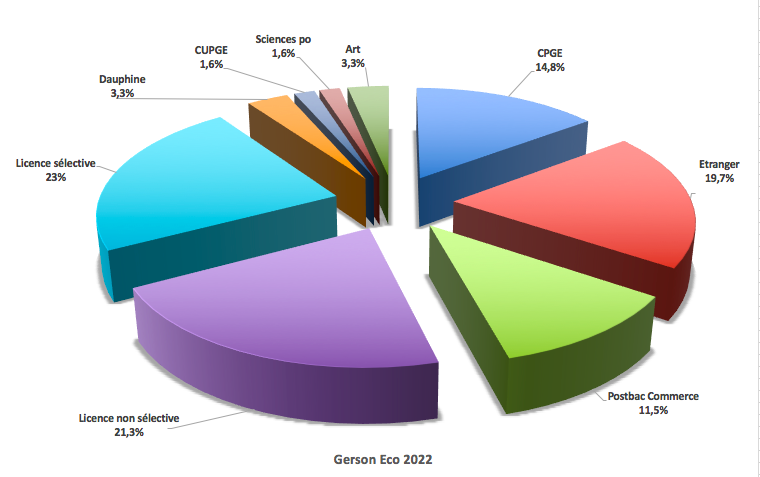 Sciences po
1,6%
Art
3,3%
CUPGE
1,6%
CPGE
14,8%
Dauphine
3,3%
Licence sélective
23%
Etranger
19,7%
Postbac Commerce
11,5%
Licence non sélective
21,3%
Gerson Eco 2022